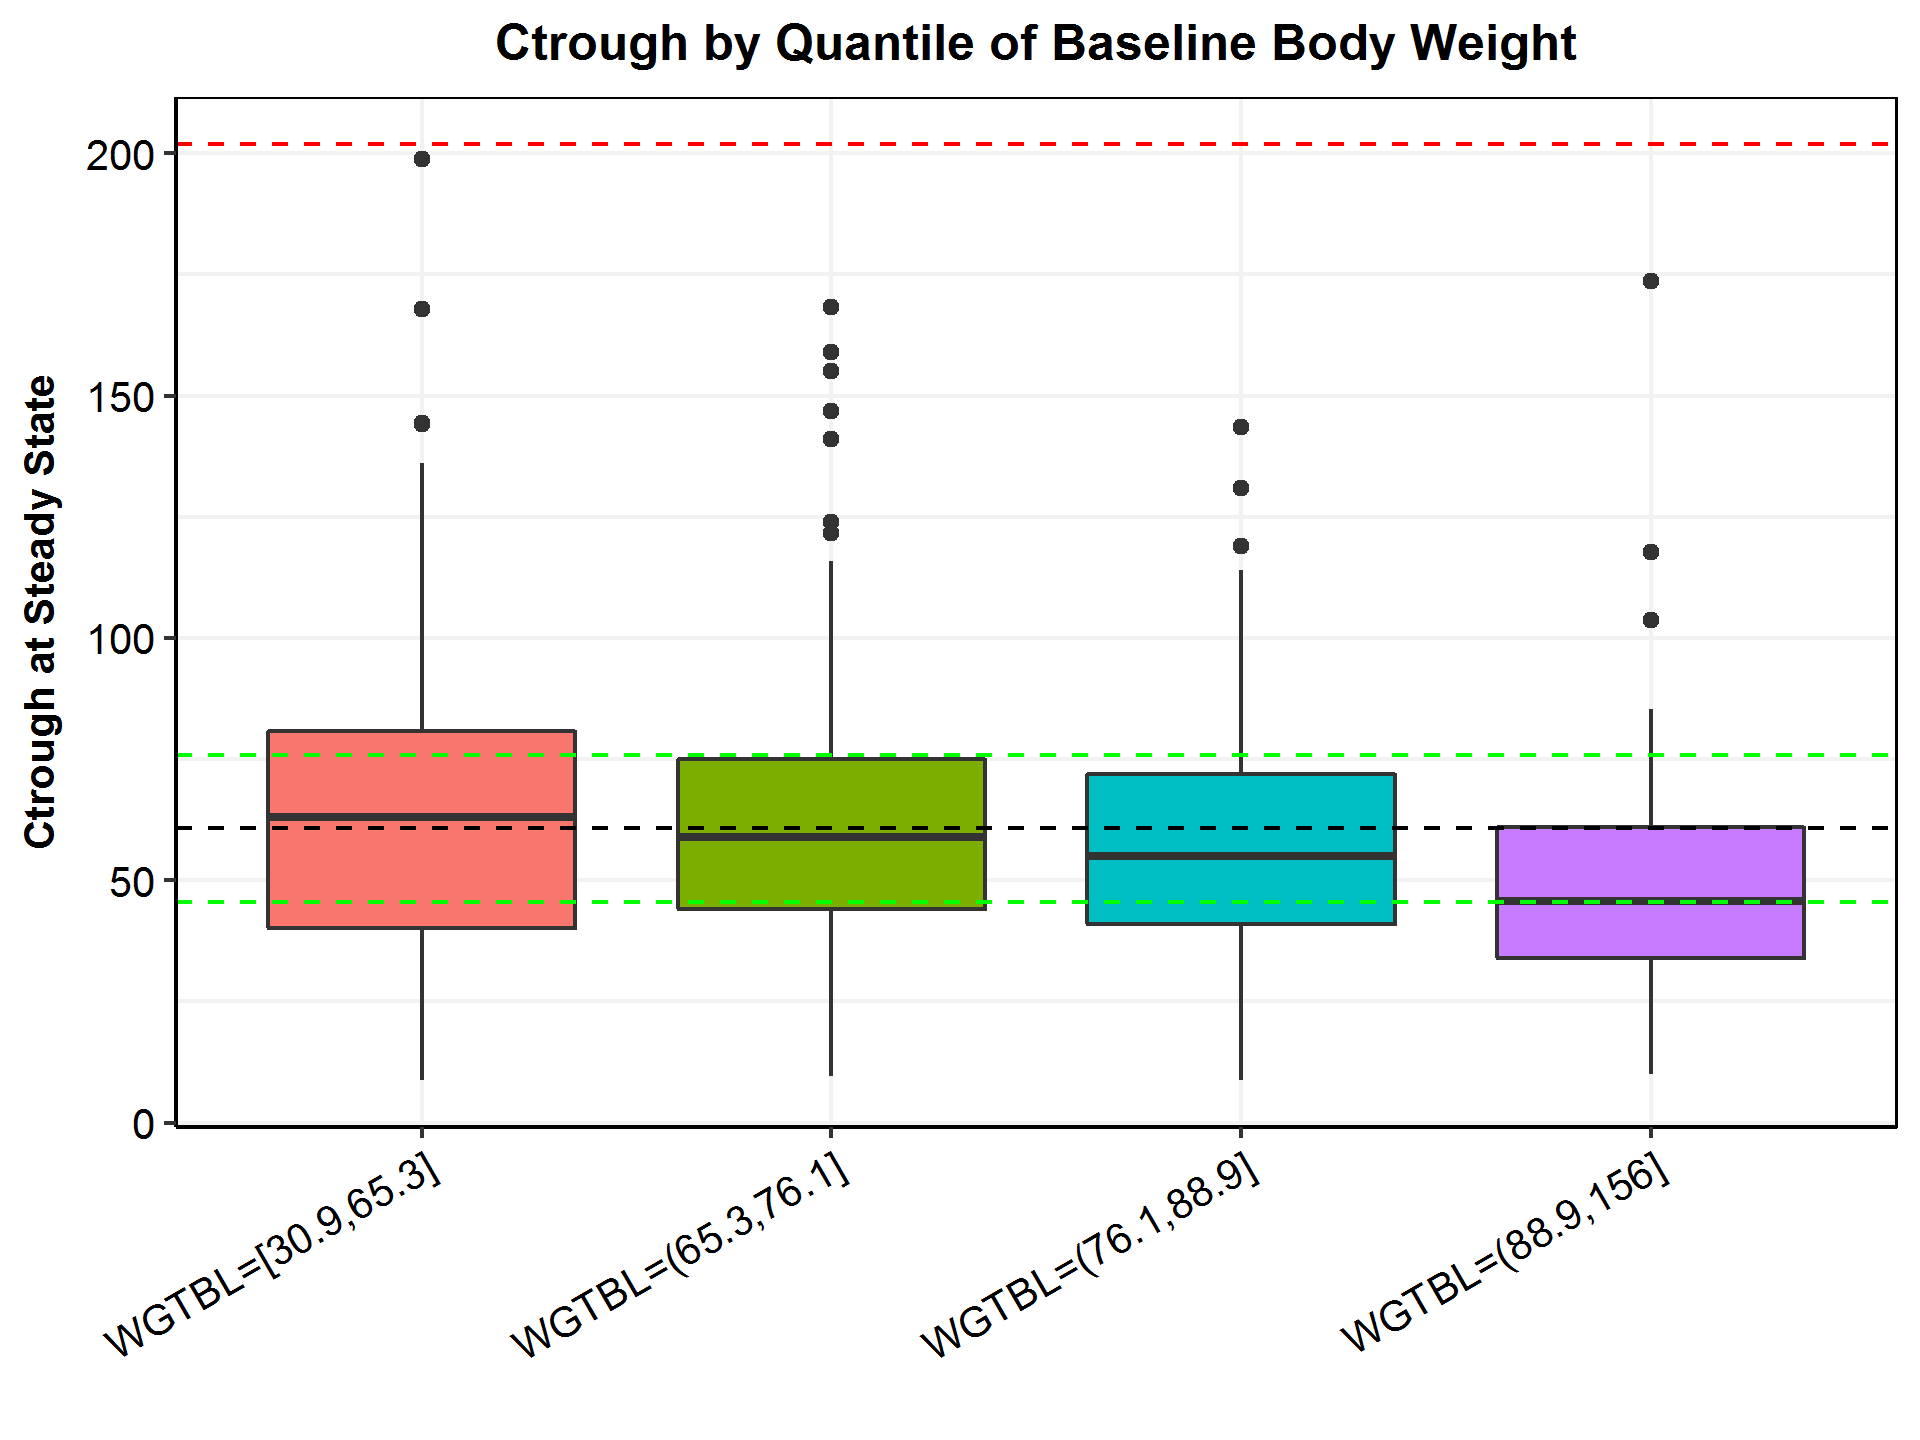 Ctrough by Quantile of Baseline Body Weight
Ctrough at Steady State
200
150
100
50
0
WGTBL=[30.9,65.3]
WGTBL=(65.3,76.1]
WGTBL=(76.1,88.9]
WGTBL=(88.9,156]